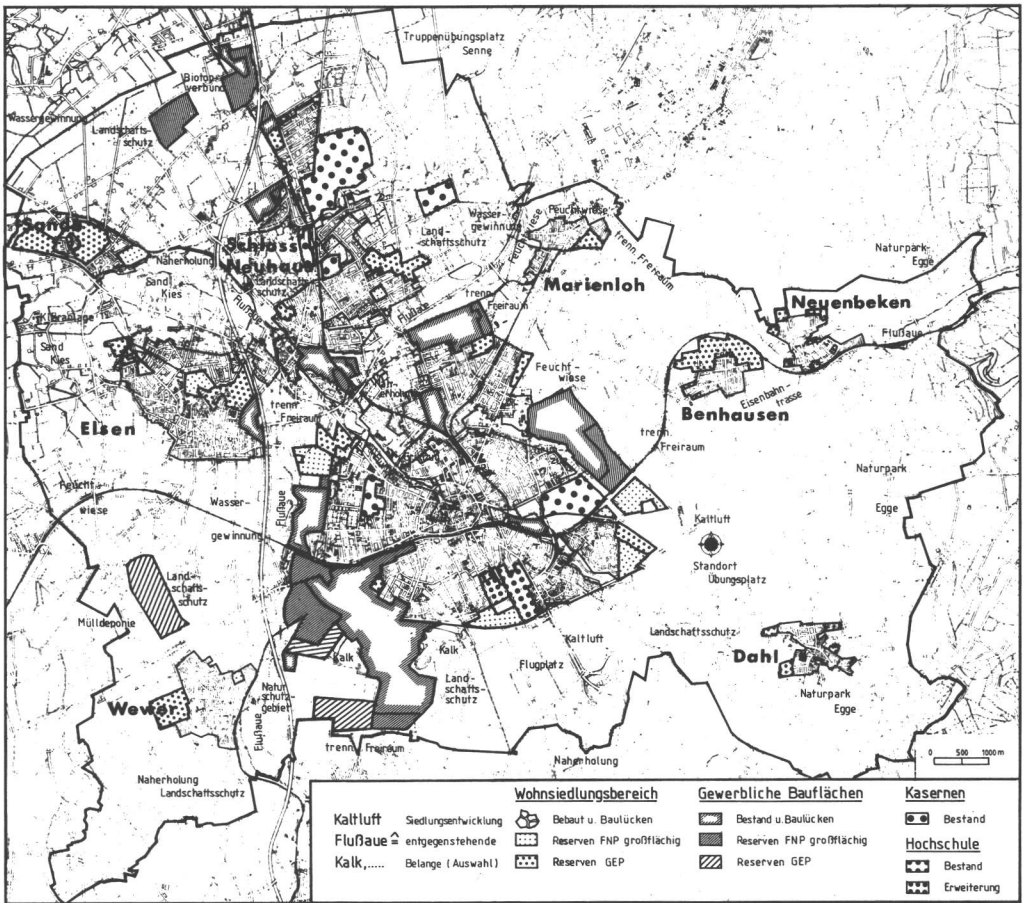 Truppenübungsplatz
Senne
Biotop-
verbund
Wassergewinnung
Landschafts-
schutz
Sande
Schloss
Neuhaus
Naherholung
Landschafts-
schutz
Land-
schaftsschutz
Wasser-
gewinnung
Feuchtwiese
Feuchtwiese
trenn. Freiraum
Marienloh
Naturpark-
Egge
Neuenbeken
Flußaue
Sand
Kies
Kläranlage
Sand
Kies
Flußaue
Flußaue
trenn.
Freiraum
Elsen
trenn.
Freiraum
Feucht-
wiese
Benhausen
Eisenbahn-
trasse
trenn.
Freiraum
Feucht-
wiese
Wasser-
gewinnung
Flußaue
Naturpark
Egge
Kaltluft
Standort
Übungsplatz
Land-
schafts-
schutz
Mülldeponie
Kalk
Kalk
Kaltluft
Flugplatz
Landschaftsschutz
Dahl
Naturpark
Egge
Land-
schafts-
schutz
Wewer
Natur
schutz-
gebiet
Flußaue
trenn. Freiraum
Naherholung
Naherholung
Landschaftsschutz
0 500 1000m
Kaltluft Siedlungsentwicklung
Flußaue ≙ entgegenstehende
Kalk,..... Belange (Auswahl)
Wohnsiedlungsbereich
Bebaut u. Baulücken
Reserven FNP großflächig
Reserven GEP
Gewerbliche Bauflächen
Bestand u. Baulücken
Reserven FNP großflächig
Reserven GEP
Kasernen
Bestand
Hochschule
Bestand
Erweiterung